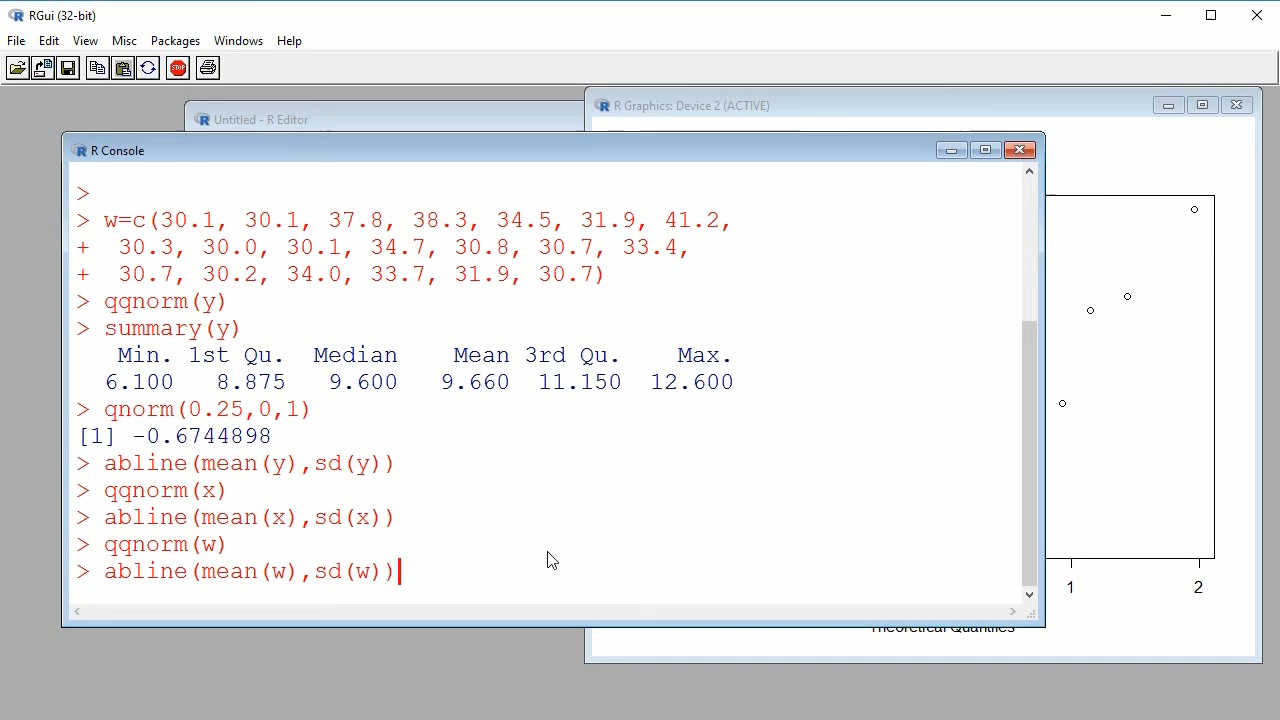 RGui (32-bit)
File Edit View Misc Packages Windows Help
STOP
R Graphics: Device 2 (ACTIVE)
Untitled - R Editor
R Console
>
> w=c(30.1, 30.1, 37.8, 38.3, 34.5, 31.9, 41.2,
+ 30.3, 30.0, 30.1, 34.7, 30.8, 30.7, 33.4,
+ 30.7, 30.2, 34.0, 33.7, 31.9, 30.7)
> qqnorm(y)
> summary(y)
Min. 1st Qu. Median Mean 3rd Qu. Max.
6.100 8.875 9.600 9.660 11.150 12.600
> qnorm(0.25,0,1)
[1] -0.6744898
> abline(mean(y),sd(y))
> qqnorm(x)
> abline(mean(x),sd(x))
> qqnorm(w)
> abline(mean(w),sd(w))
1 2
Theoretical Quantiles